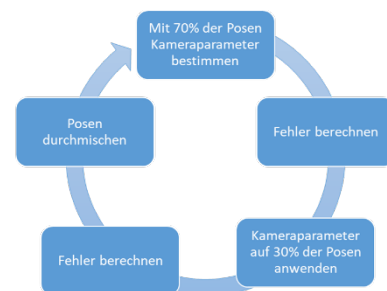 Mit 70% der Posen
Kameraparameter
bestimmen
Fehler berechnen
Kameraparameter
auf 30% der Posen
anwenden
Fehler berechnen
Posen
durchmischen